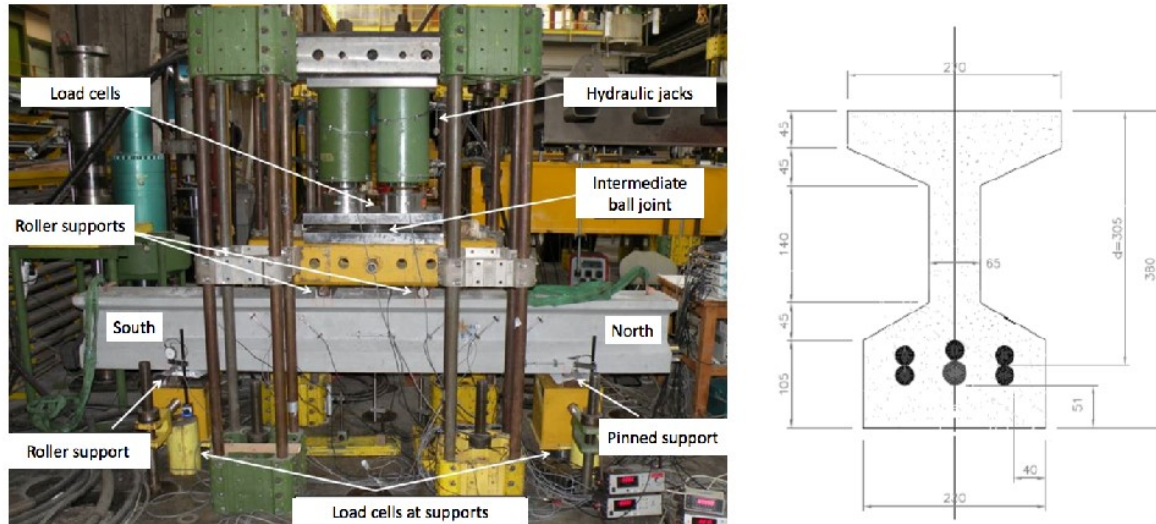 Load cells
Hydraulic jacks
Intermediate
ball joint
Roller supports
South
North
Roller support
Pinned support
Load cells at supports
270
45
45
140
45
105
65
d=305
380
51
40
220